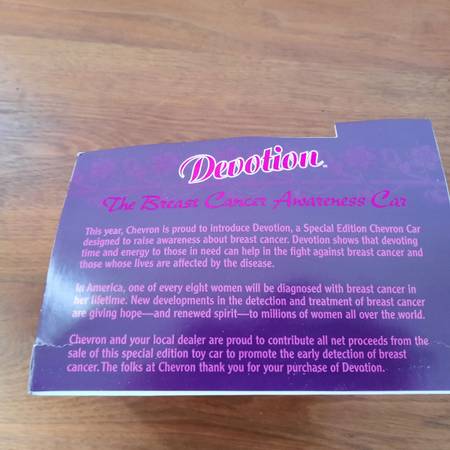 Devotion
The Breast Cancer Awareness Car
This year, Chevron is proud to introduce Devotion, a Special Edition Chevron Car
designed to raise awareness about breast cancer. Devotion shows that devoting
time and energy to those in need can help in the fight against breast cancer and
those whose lives are affected by the disease.
In America, one of every eight women will be diagnosed with breast cancer in
her lifetime. New developments in the detection and treatment of breast cancer
are giving hope—and renewed spirit—to millions of women all over the world.
Chevron and your local dealer are proud to contribute all net proceeds from the
sale of this special edition toy car to promote the early detection of breast
cancer. The folks at Chevron thank you for your purchase of Devotion.